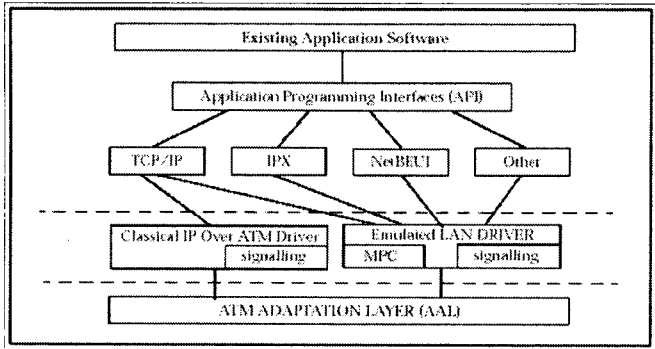 Existing Application Software
Application Programming Interfaces (API)
TCP/IP
IPX
NetBEUI
Other
Classical IP Over ATM Driver
signalling
Emulated LAN DRIVER
MPC
signalling
ATM ADAPTATION LAYER (AAL)